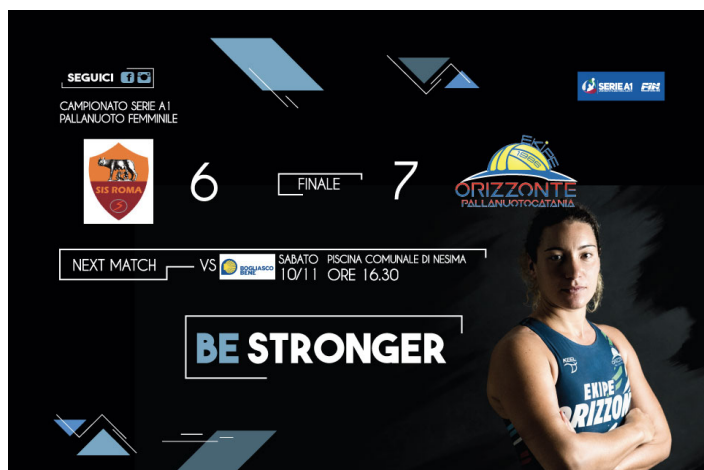 SEGUICI
CAMPIONATO SERIE A1
PALLANUOTO FEMMINILE
SERIE A1 FIN
SIS ROMA
6
FINALE
7
EKIPE
1985
ORIZZONTE
PALLANUOTOCATANIA
NEXT MATCH
VS
BOGLIASCO
BENE
SABATO PISCINA COMUNALE DI NESIMA
10/11 ORE 16.30
BE STRONGER
EKIPE
ORIZZON